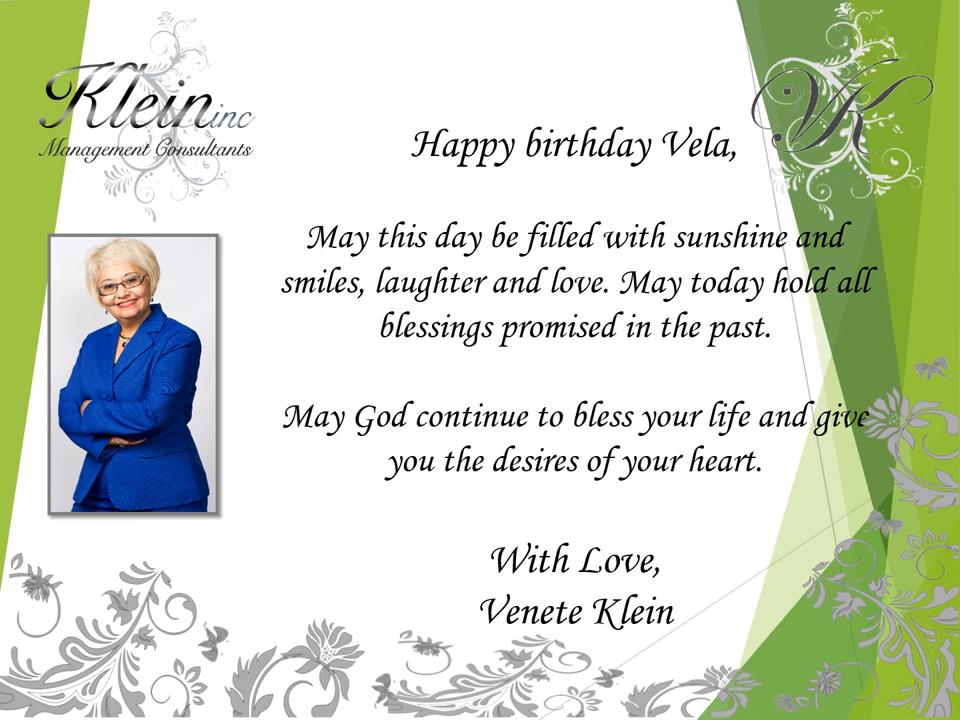 Klein inc
Management Consultants
VK
Happy birthday Vela,
May this day be filled with sunshine and
smiles, laughter and love. May today hold all
blessings promised in the past.
May God continue to bless your life and give
you the desires of your heart.
With Love,
Venete Klein